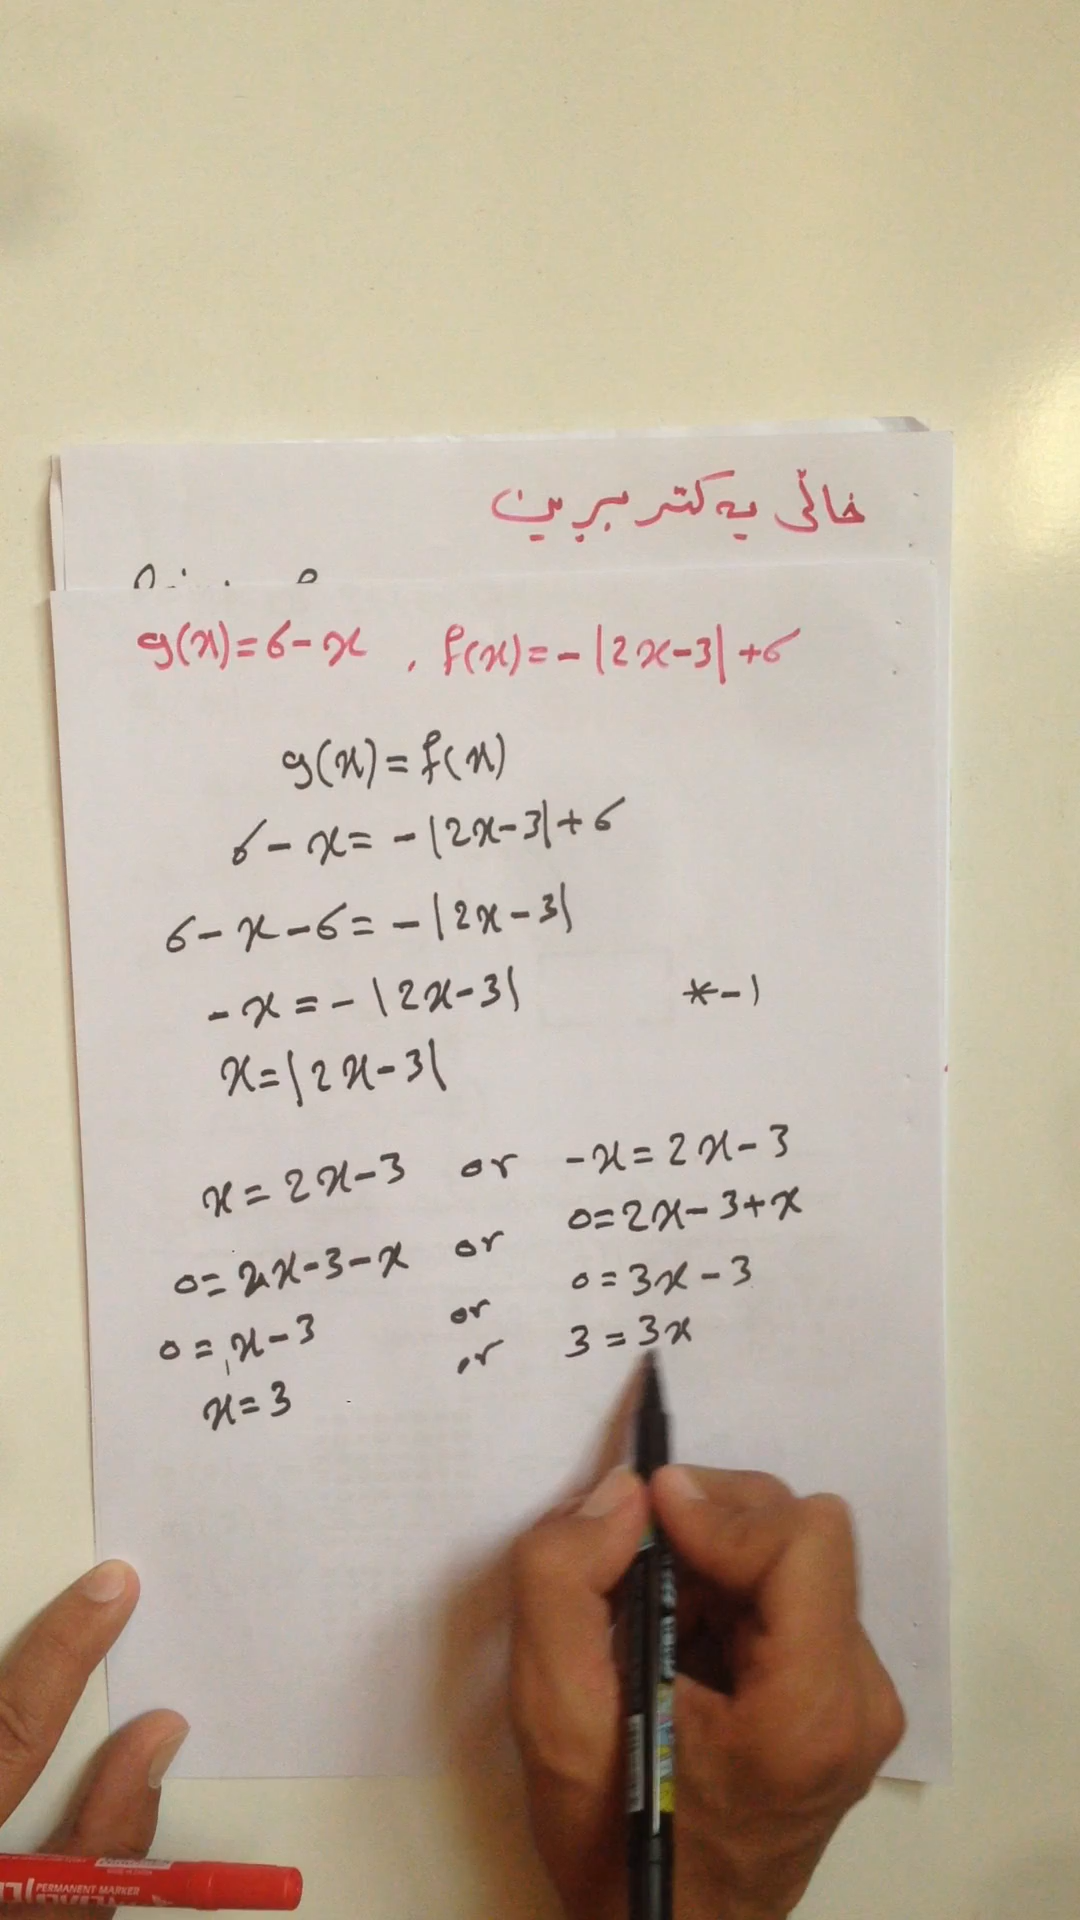 خاڵی یەکتر بڕین
g(x)=6-x , f(x)=-|2x-3|+6
g(x)=f(x)
6-x=-|2x-3|+6
6-x-6=-|2x-3|
-x=-|2x-3| *-1
x=|2x-3|
x=2x-3 or -x=2x-3
0=2x-3-x or 0=2x-3+x
0=x-3 or 0=3x-3
x=3 or 3=3x
PERMANENT MARKER